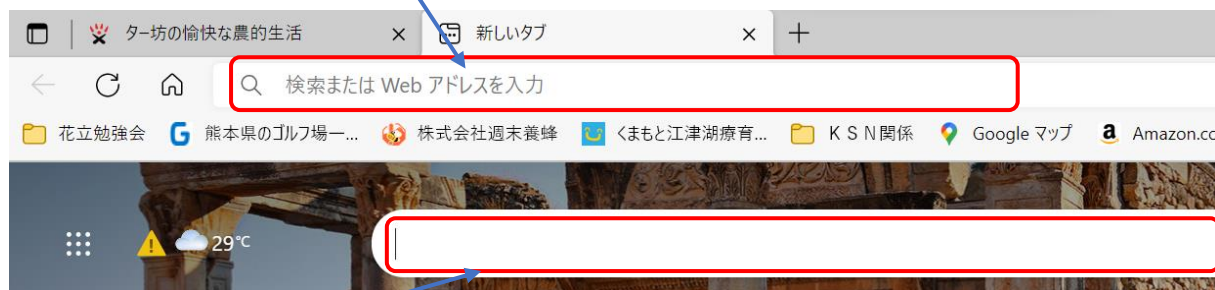 ター坊の愉快な農的生活 新しいタブ
検索または Web アドレスを入力
花立勉強会 熊本県のゴルフ場一... 株式会社週末養蜂 くまもと江津湖療育... ＫＳＮ関係 Google マップ Amazon.co
29℃